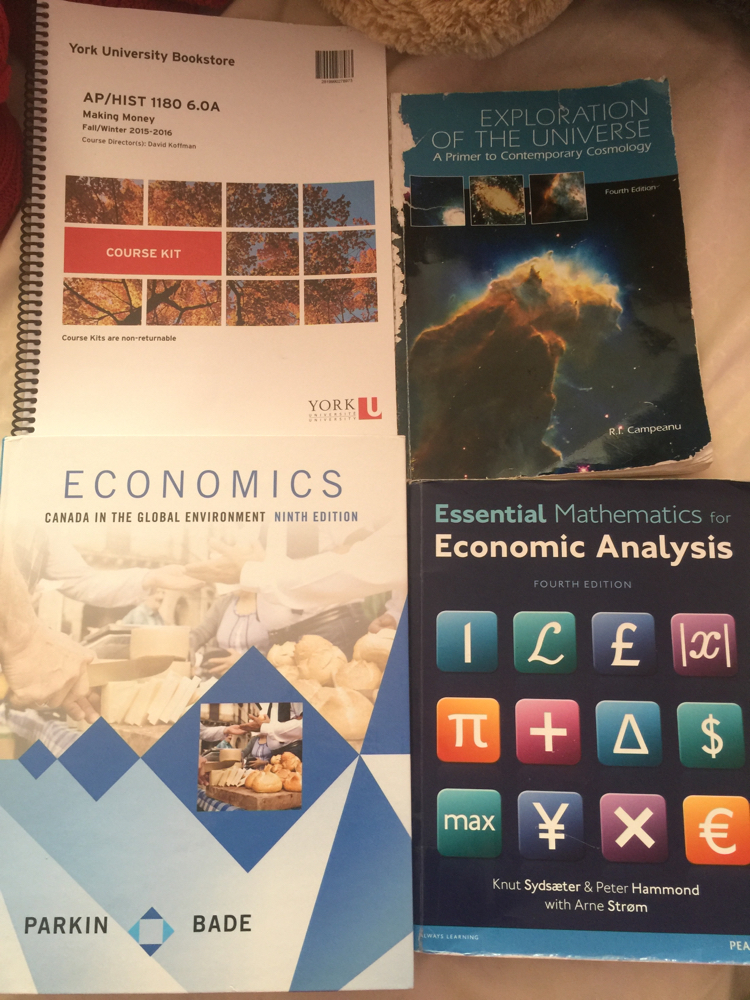 York University Bookstore
AP/HIST 1180 6.0A
Making Money
Fall/Winter 2015-2016
Course Director(s): David Koffman
COURSE KIT
Course Kits are non-returnable
YORK U
UNIVERSITÉ
UNIVERSITY
EXPLORATION
OF THE UNIVERSE
A Primer to Contemporary Cosmology
Fourth Edition
R.I. Campeanu
ECONOMICS
CANADA IN THE GLOBAL ENVIRONMENT NINTH EDITION
PARKIN BADE
Essential Mathematics for
Economic Analysis
FOURTH EDITION
∫ ℒ £ |x|
π + Δ $
max ¥ × €
Knut Sydsæter & Peter Hammond
with Arne Strøm
ALWAYS LEARNING